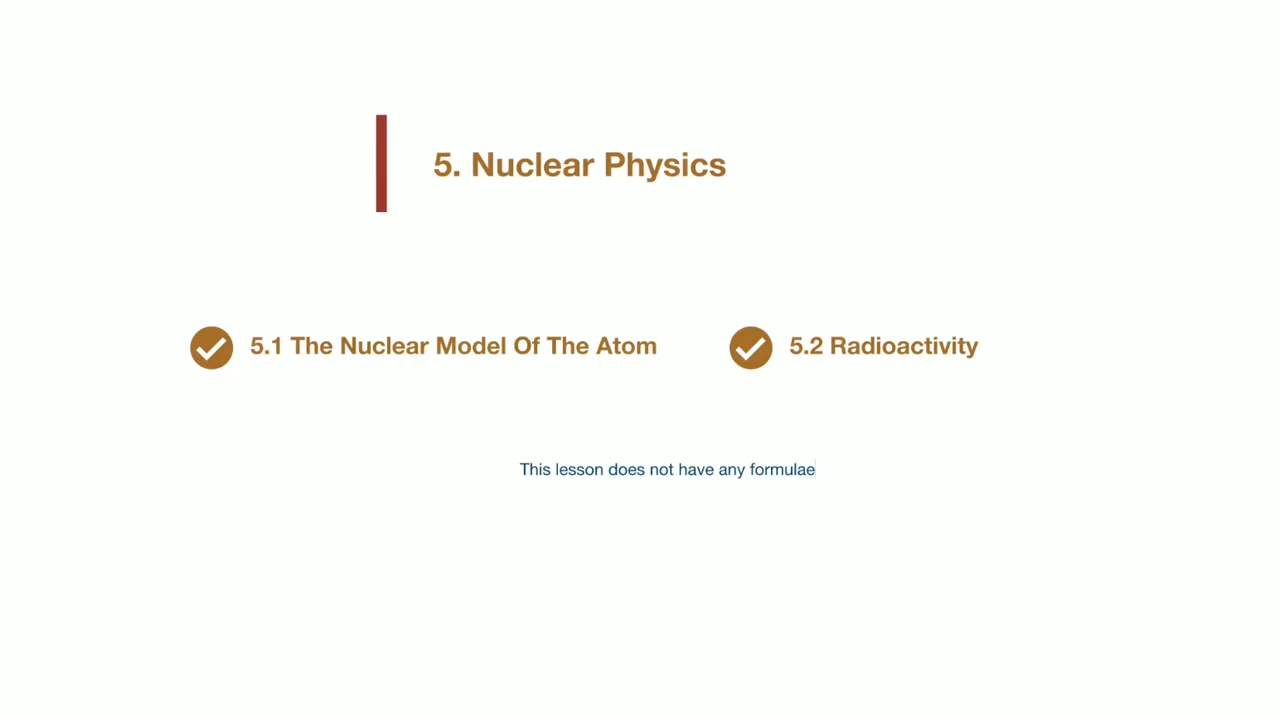 5. Nuclear Physics
5.1 The Nuclear Model Of The Atom
5.2 Radioactivity
This lesson does not have any formulae